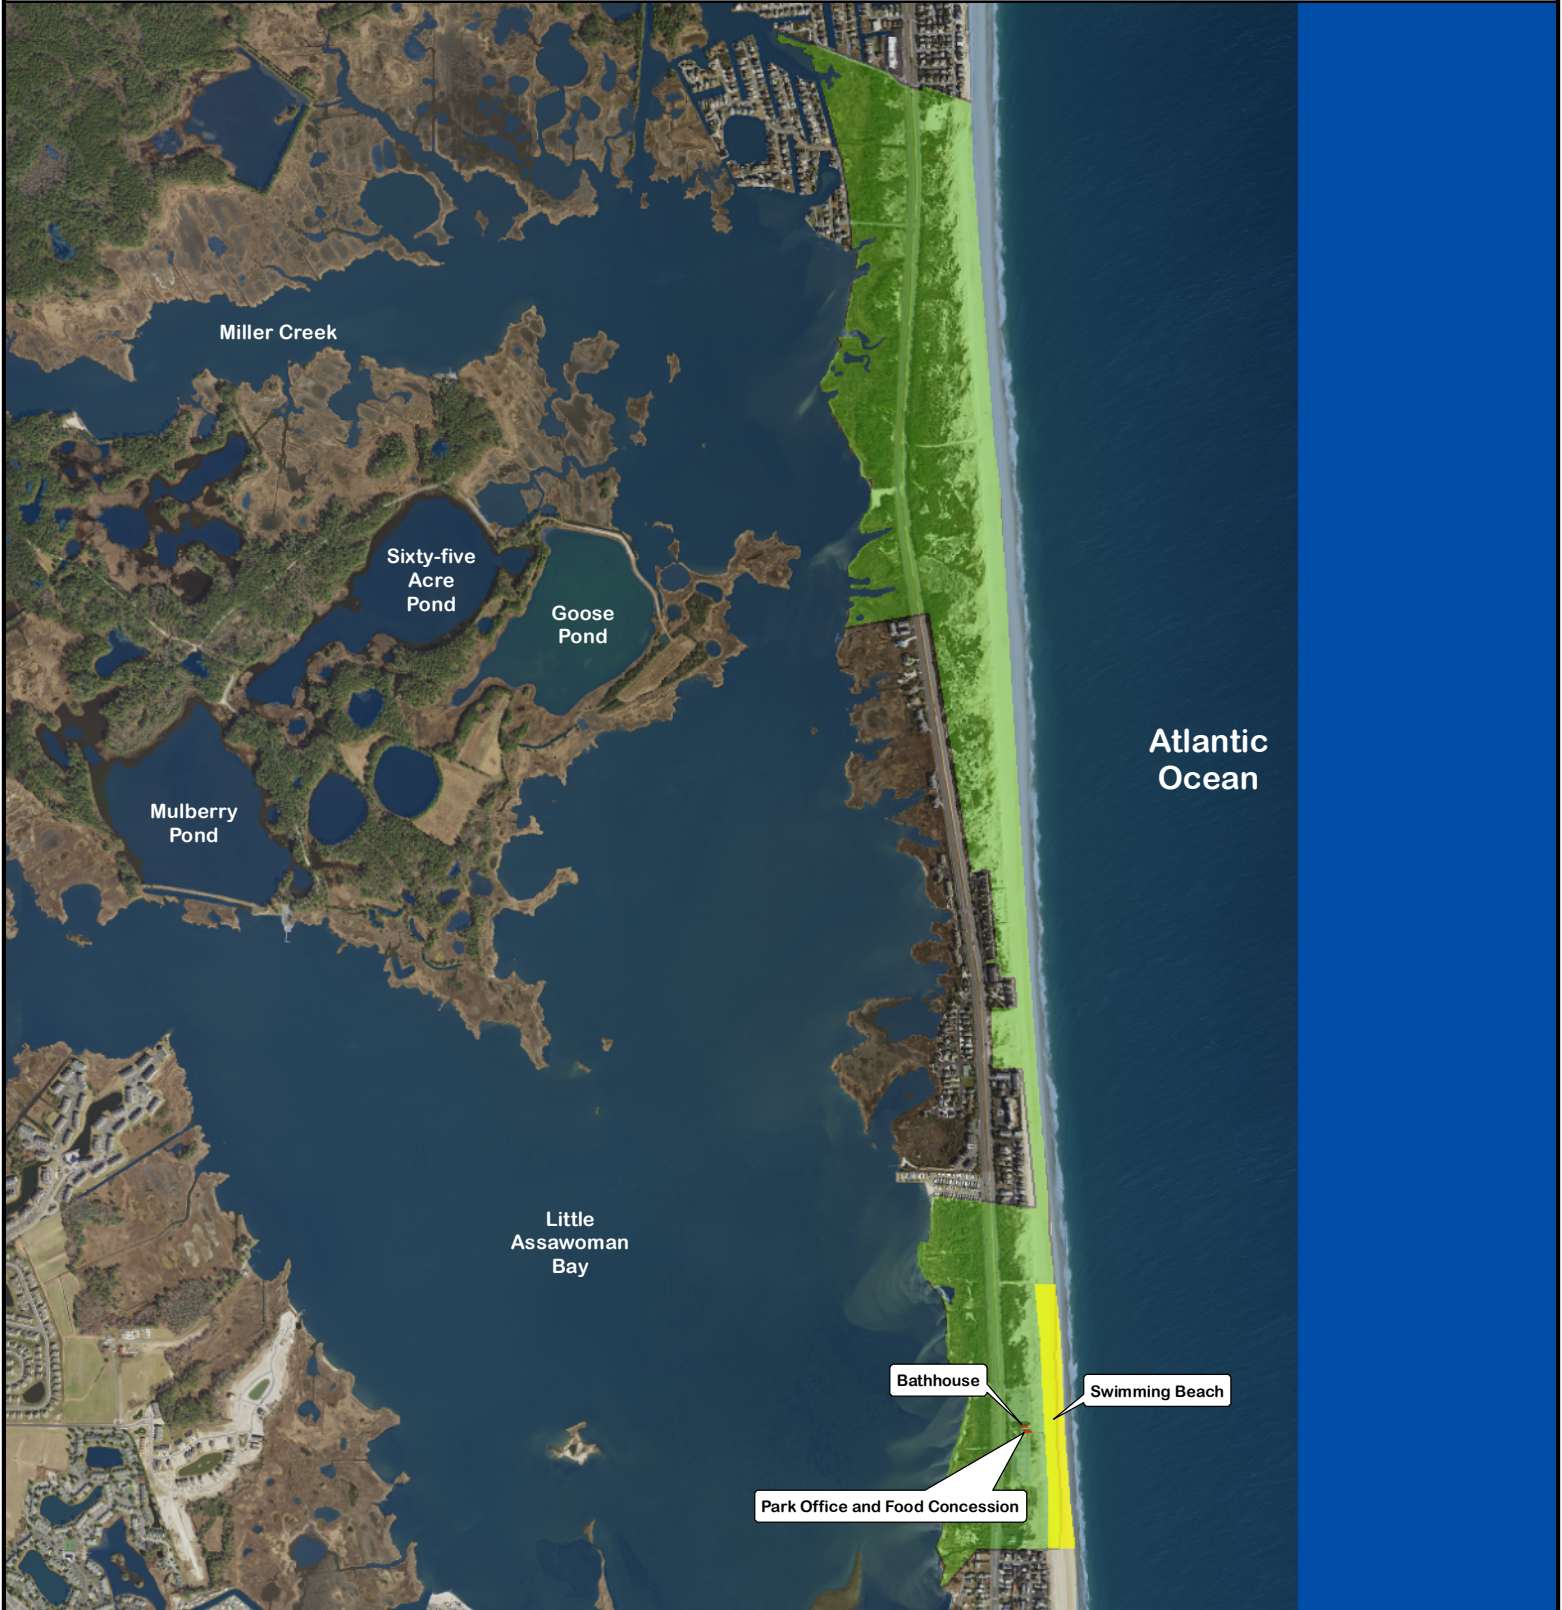 Miller Creek
Sixty-five
Acre
Pond
Goose
Pond
Atlantic
Ocean
Mulberry
Pond
Little
Assawoman
Bay
Bathhouse
Swimming Beach
Park Office and Food Concession